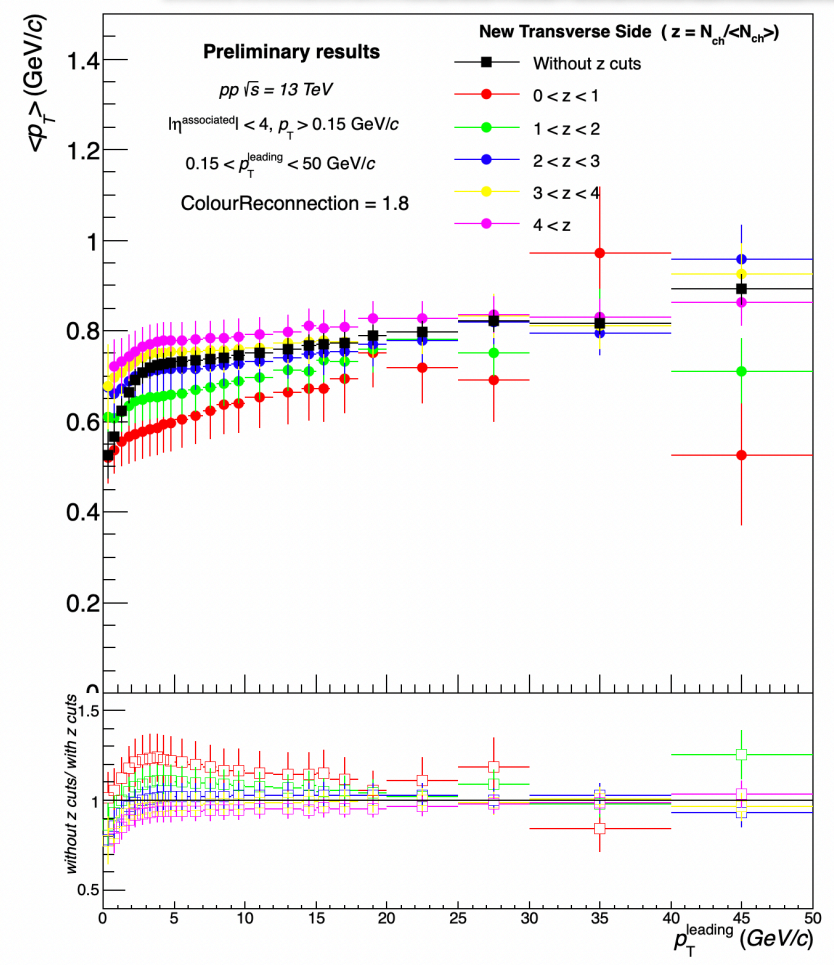 <p_T> (GeV/c)
1.4
1.2
1
0.8
0.6
0.4
0.2
0
Preliminary results
pp √s = 13 TeV
|η^associated| < 4, p_T > 0.15 GeV/c
0.15 < p_T^leading < 50 GeV/c
ColourReconnection = 1.8
New Transverse Side ( z = N_ch/<N_ch>)
Without z cuts
0 < z < 1
1 < z < 2
2 < z < 3
3 < z < 4
4 < z
without z cuts/ with z cuts
1.5
1
0.5
0 5 10 15 20 25 30 35 40 45 50
p_T^leading (GeV/c)